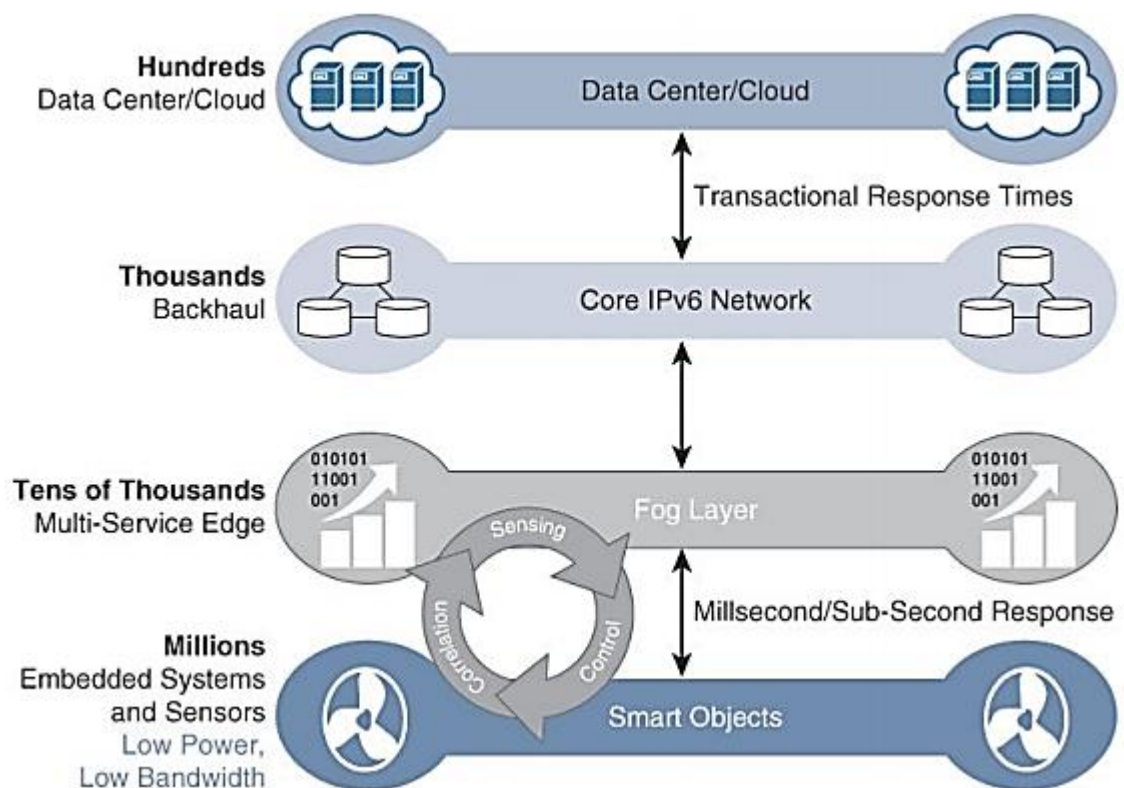 Hundreds
Data Center/Cloud
Data Center/Cloud
Transactional Response Times
Thousands
Backhaul
Core IPv6 Network
Tens of Thousands
Multi-Service Edge
010101
11001
001
Fog Layer
010101
11001
001
Sensing
Control
Correlation
Millsecond/Sub-Second Response
Millions
Embedded Systems
and Sensors
Low Power,
Low Bandwidth
Smart Objects